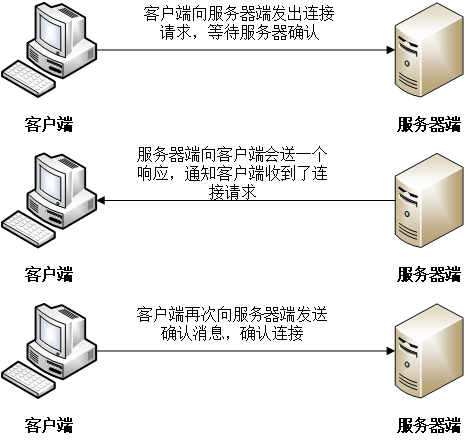 客户端向服务器端发出连接
请求，等待服务器确认
客户端
服务器端
服务器端向客户端会送一个
响应，通知客户端收到了连
接请求
客户端
服务器端
客户端再次向服务器端发送
确认消息，确认连接
客户端
服务器端